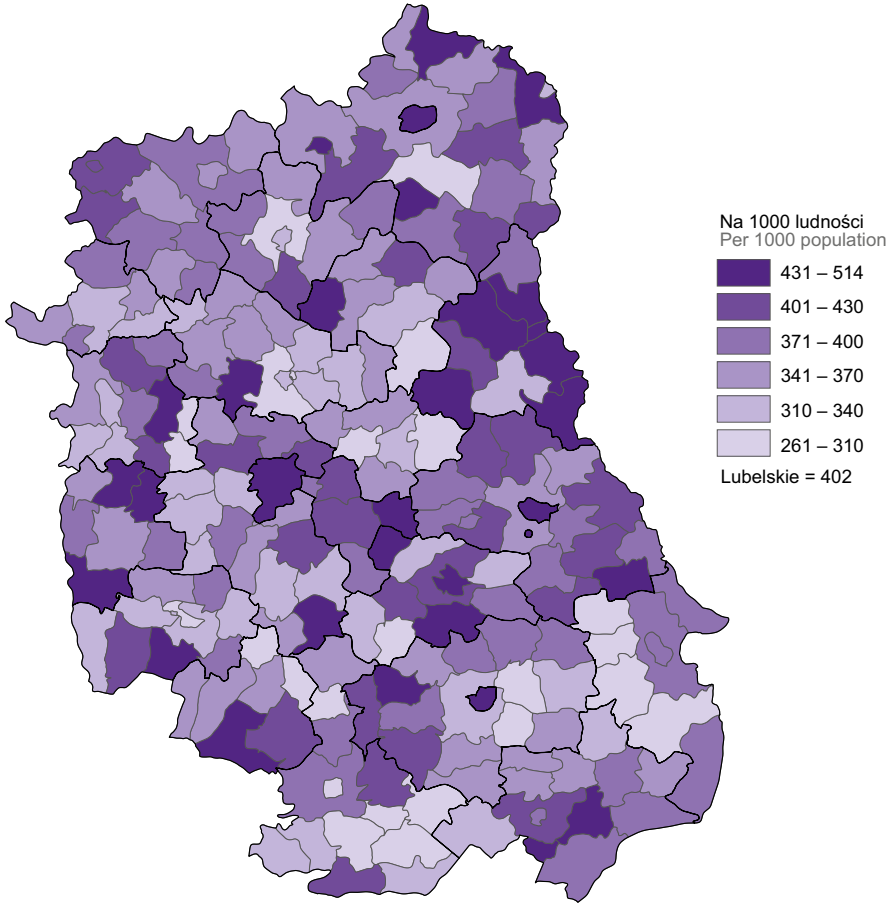 Na 1000 ludności
Per 1000 population
431 – 514
401 – 430
371 – 400
341 – 370
310 – 340
261 – 310
Lubelskie = 402